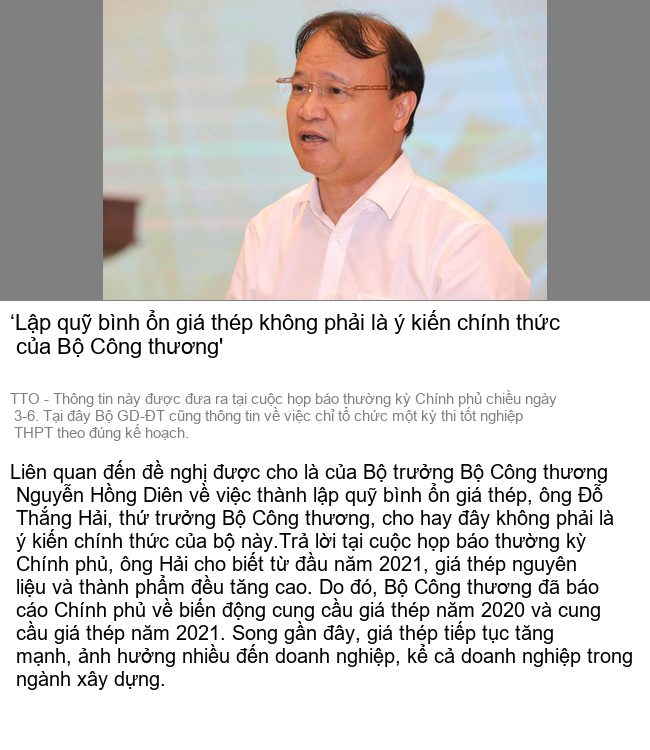 ‘Lập quỹ bình ổn giá thép không phải là ý kiến chính thức
của Bộ Công thương'
TTO - Thông tin này được đưa ra tại cuộc họp báo thường kỳ Chính phủ chiều ngày
3-6. Tại đây Bộ GD-ĐT cũng thông tin về việc chỉ tổ chức một kỳ thi tốt nghiệp
THPT theo đúng kế hoạch.
Liên quan đến đề nghị được cho là của Bộ trưởng Bộ Công thương
Nguyễn Hồng Diên về việc thành lập quỹ bình ổn giá thép, ông Đỗ
Thắng Hải, thứ trưởng Bộ Công thương, cho hay đây không phải là
ý kiến chính thức của bộ này.Trả lời tại cuộc họp báo thường kỳ
Chính phủ, ông Hải cho biết từ đầu năm 2021, giá thép nguyên
liệu và thành phẩm đều tăng cao. Do đó, Bộ Công thương đã báo
cáo Chính phủ về biến động cung cầu giá thép năm 2020 và cung
cầu giá thép năm 2021. Song gần đây, giá thép tiếp tục tăng
mạnh, ảnh hưởng nhiều đến doanh nghiệp, kể cả doanh nghiệp trong
ngành xây dựng.